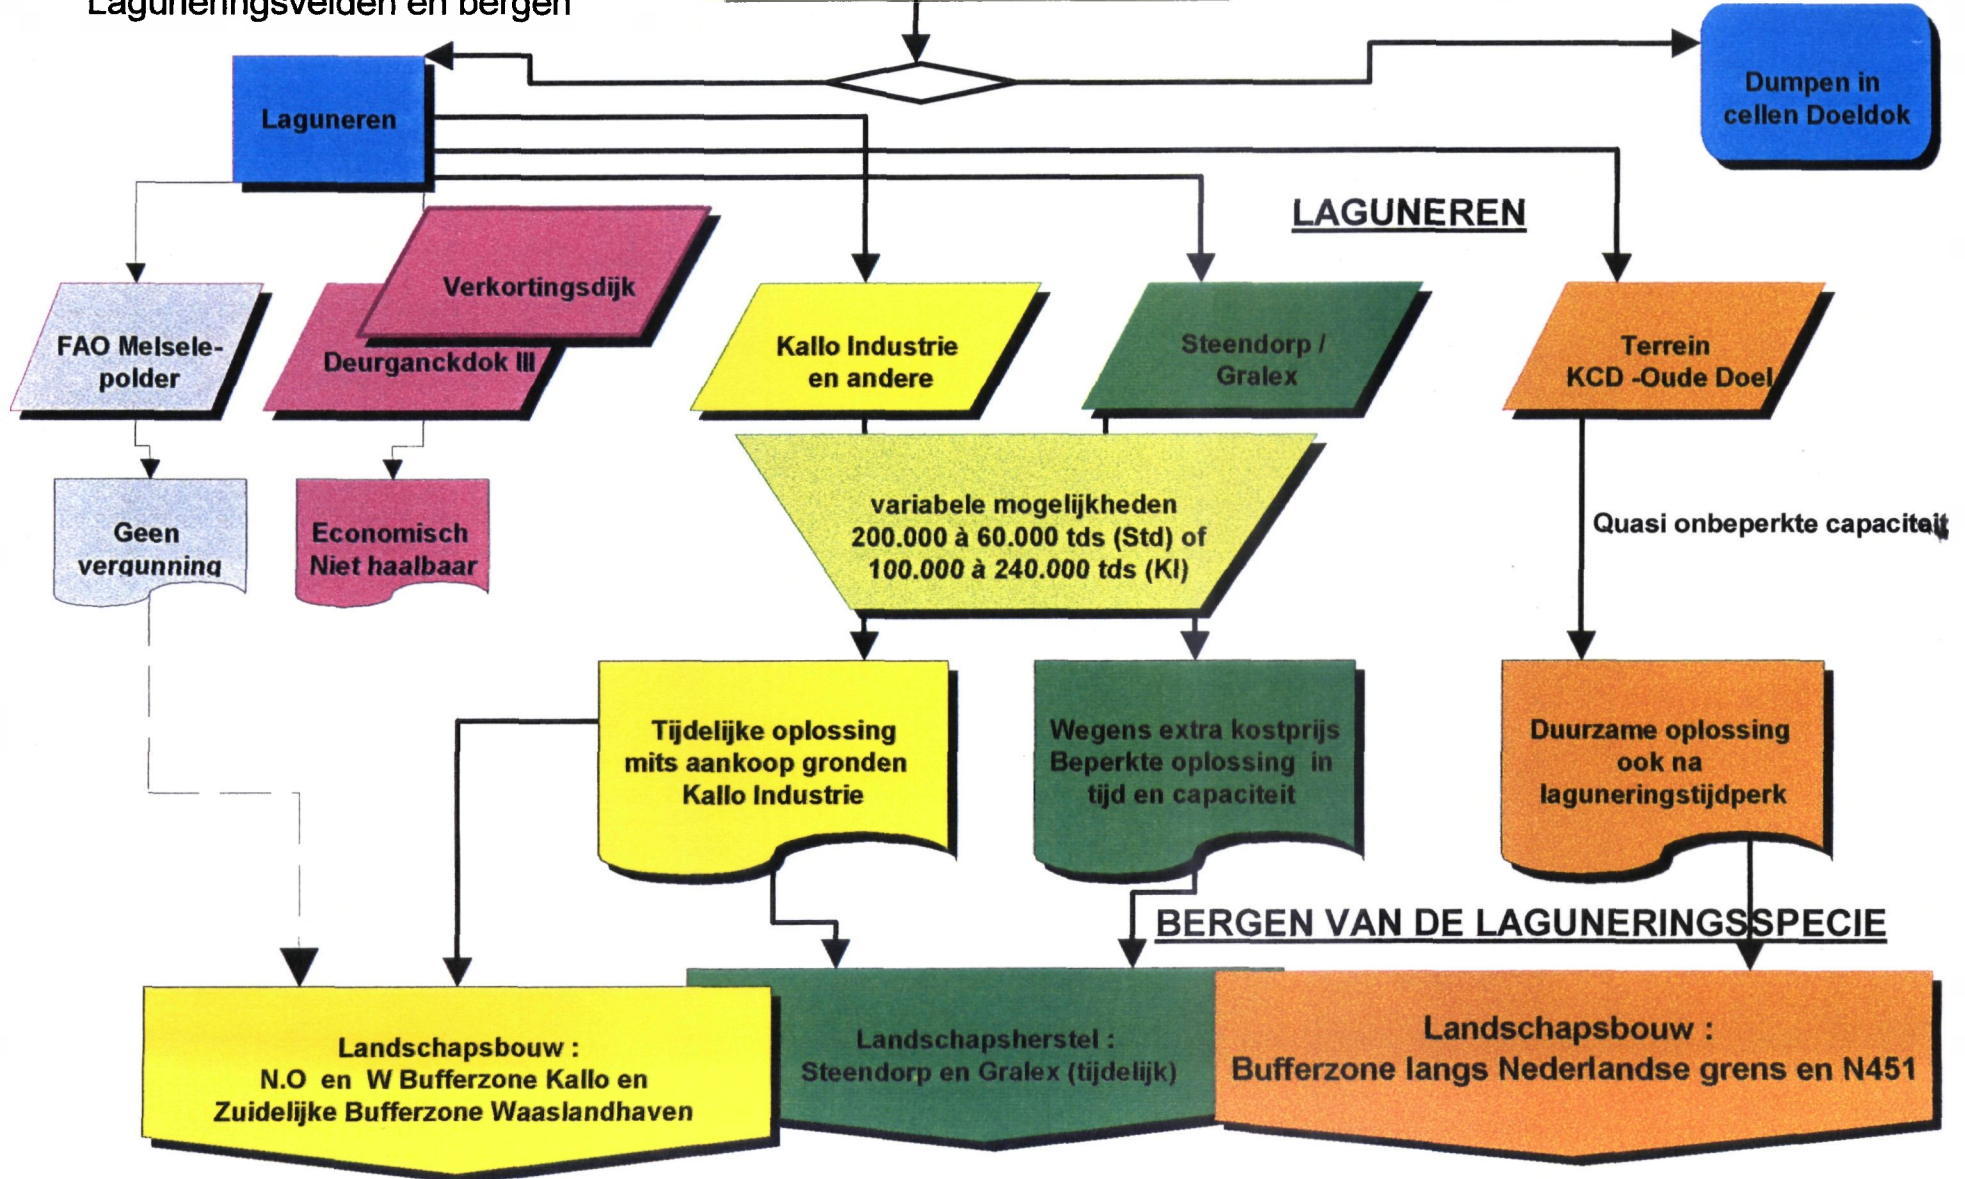 Laguneringsvelden en bergen
Laguneren
Dumpen in
cellen Doeldok
LAGUNEREN
Verkortingsdijk
FAO Melsele-
polder
Deurganckdok III
Kallo Industrie
en andere
Steendorp /
Gralex
Terrein
KCD -Oude Doel
Geen
vergunning
Economisch
Niet haalbaar
variabele mogelijkheden
200.000 à 60.000 tds (Std) of
100.000 à 240.000 tds (KI)
Quasi onbeperkte capaciteit
Tijdelijke oplossing
mits aankoop gronden
Kallo Industrie
Wegens extra kostprijs
Beperkte oplossing in
tijd en capaciteit
Duurzame oplossing
ook na
laguneringstijdperk
BERGEN VAN DE LAGUNERINGSSPECIE
Landschapsbouw :
N.O en W Bufferzone Kallo en
Zuidelijke Bufferzone Waaslandhaven
Landschapsherstel :
Steendorp en Gralex (tijdelijk)
Landschapsbouw :
Bufferzone langs Nederlandse grens en N451